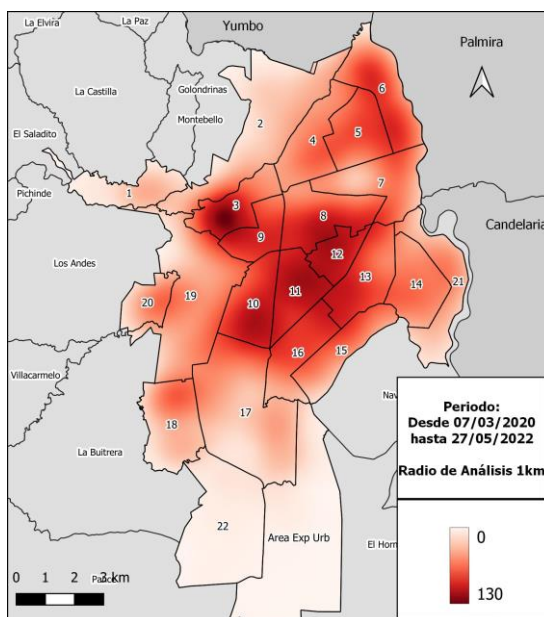 La Elvira
La Paz
Yumbo
Palmira
La Castilla
Golondrinas
Montebello
El Saladito
Pichinde
Los Andes
Candelaria
Villacarmelo
La Buitrera
1
2
3
4
5
6
7
8
9
10
11
12
13
14
15
16
17
18
19
20
21
22
Area Exp Urb
El Horm
Nav
Periodo:
Desde 07/03/2020
hasta 27/05/2022
Radio de Análisis 1km
0
130
0 1 2 3 km